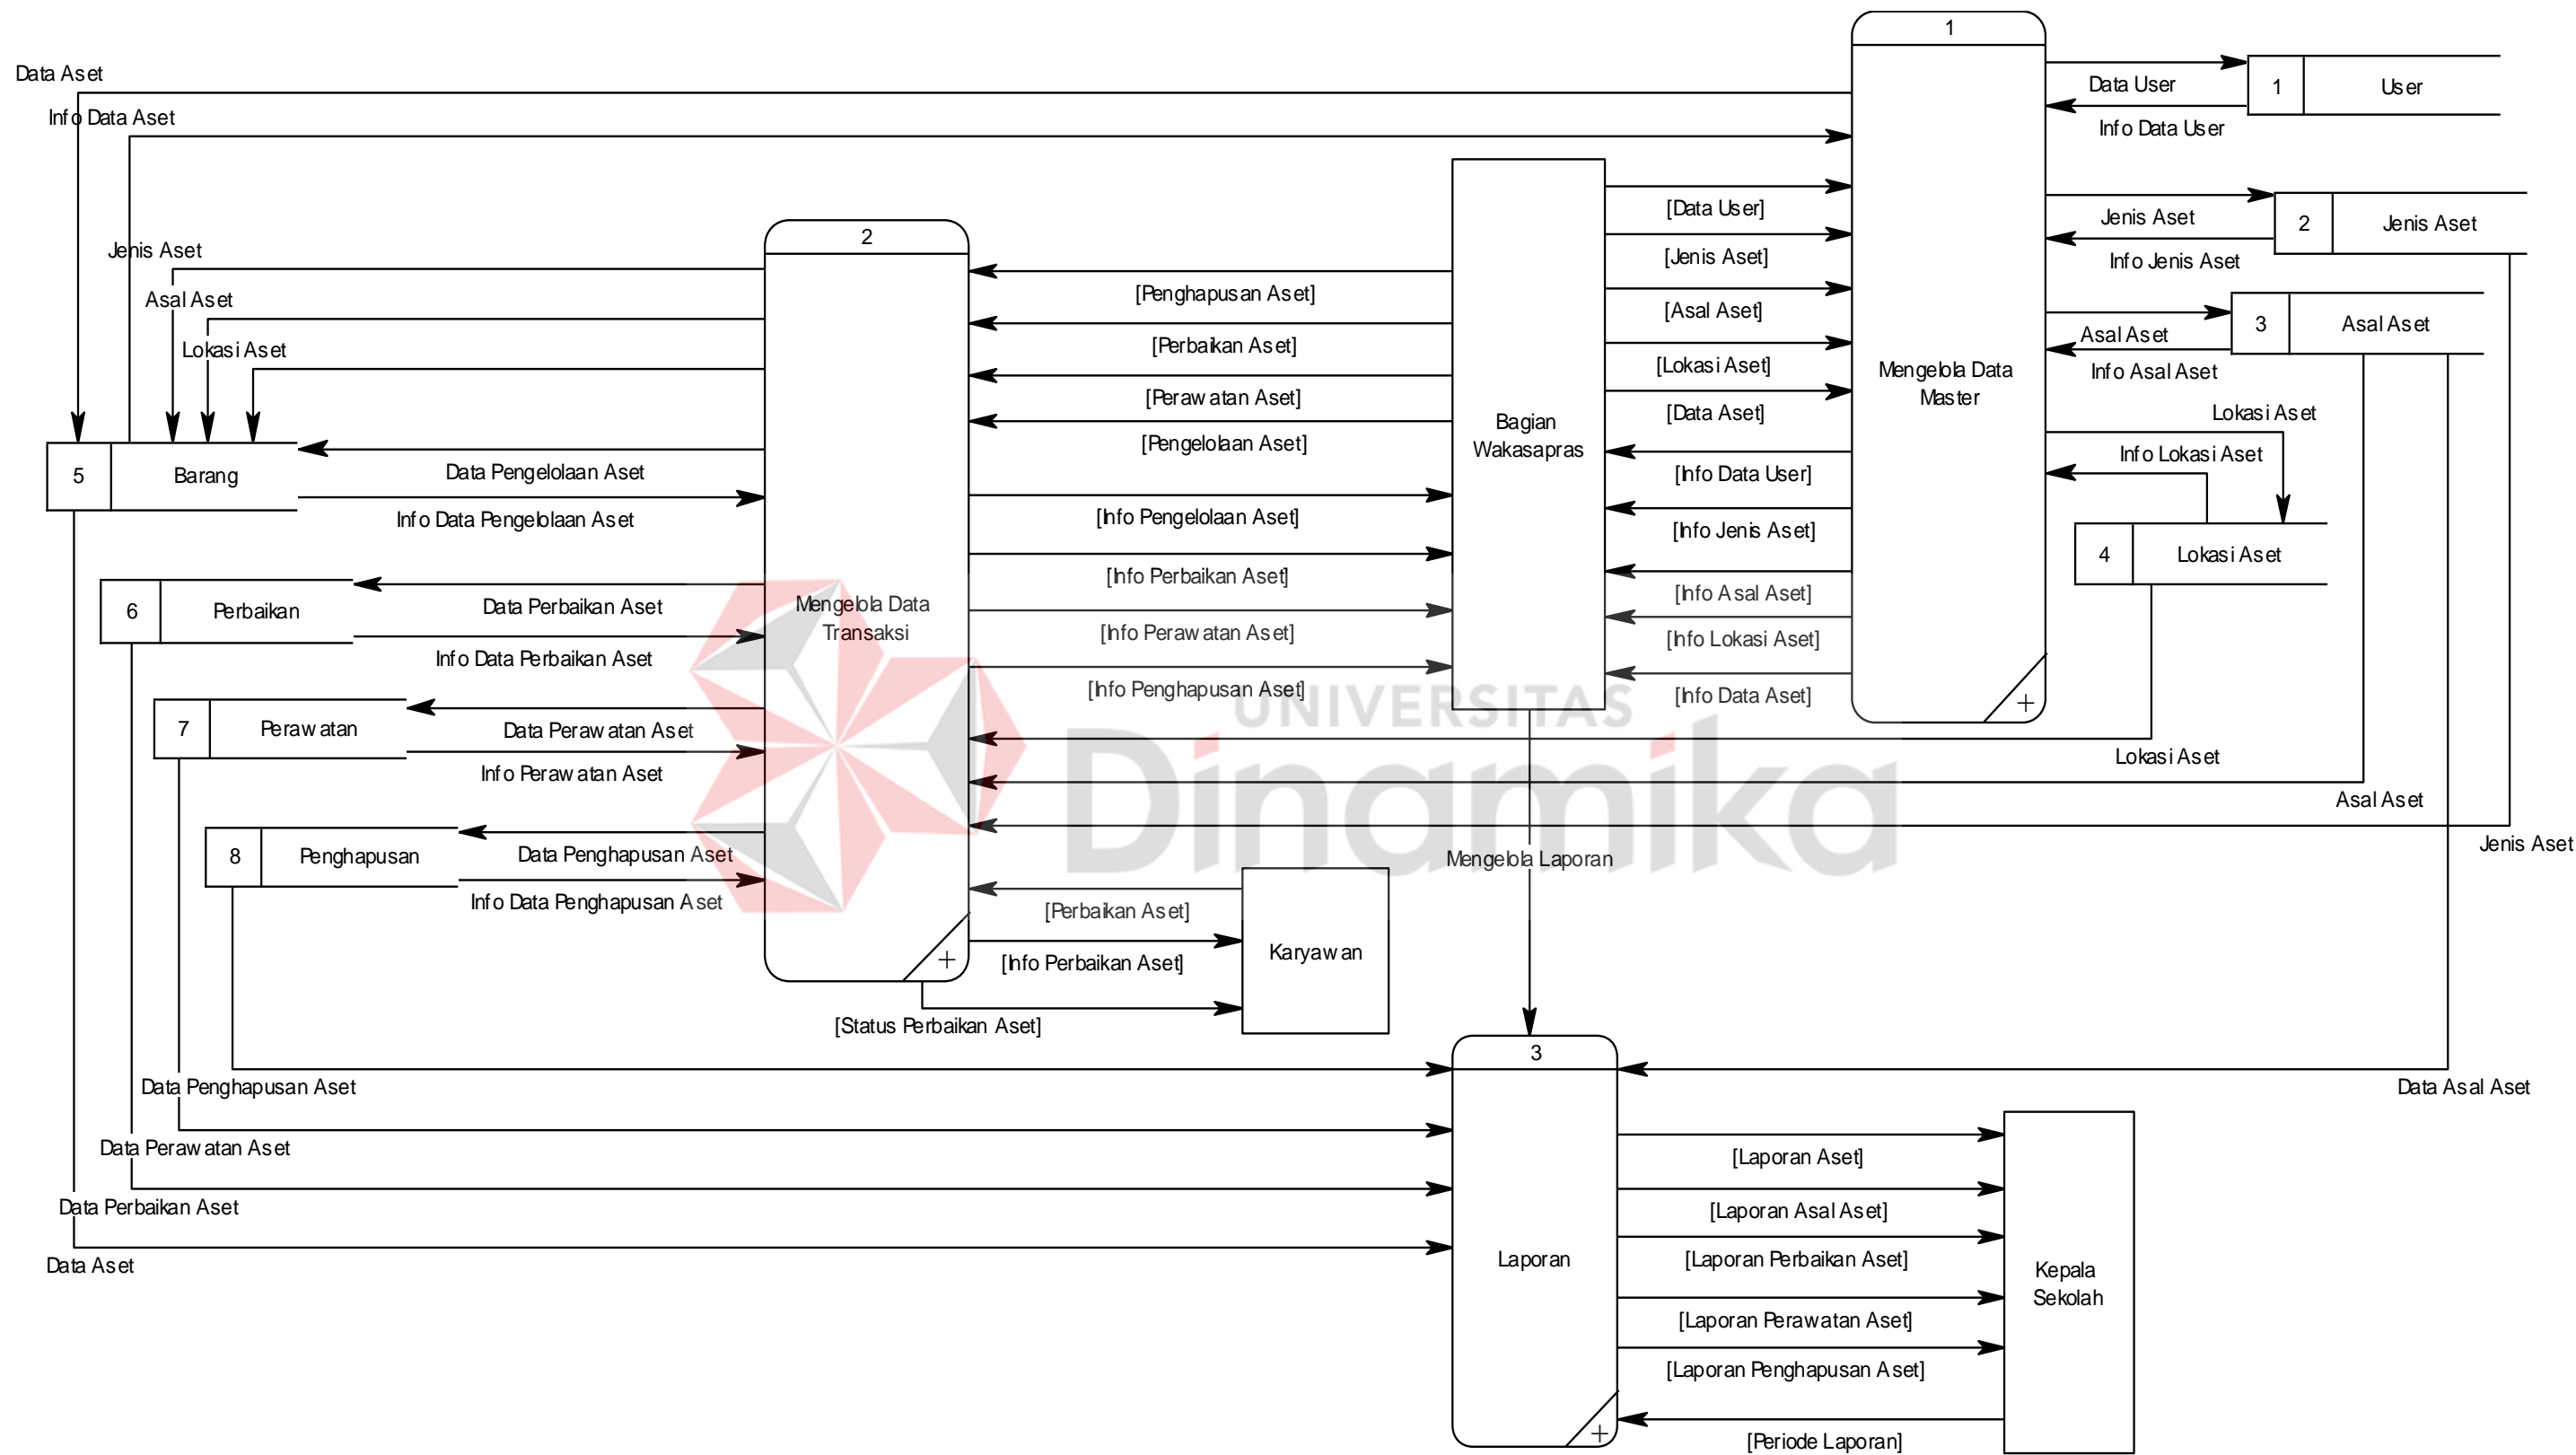 1
Data Aset
Data User
1
User
Info Data Aset
Info Data User
[Data User]
Jenis Aset
2
Jenis Aset
2
Jenis Aset
[Jenis Aset]
Info Jenis Aset
[Penghapusan Aset]
Asal Aset
[Asal Aset]
3
Asal Aset
Asal Aset
[Perbaikan Aset]
Lokasi Aset
[Lokasi Aset]
Mengelola Data
Master
Info Asal Aset
[Perawatan Aset]
[Data Aset]
Lokasi Aset
Bagian
Wakasapras
[Pengelolaan Aset]
Info Lokasi Aset
5
Barang
Data Pengelolaan Aset
[Info Data User]
Info Data Pengelolaan Aset
[Info Pengelolaan Aset]
[Info Jenis Aset]
4
Lokasi Aset
[Info Perbaikan Aset]
[Info Asal Aset]
6
Perbaikan
Data Perbaikan Aset
Mengelola Data
Transaksi
[Info Perawatan Aset]
[Info Lokasi Aset]
Info Data Perbaikan Aset
[Info Penghapusan Aset]
[Info Data Aset]
UNIVERSITAS
Dinamika
7
Perawatan
Data Perawatan Aset
Lokasi Aset
Info Perawatan Aset
Asal Aset
Jenis Aset
8
Penghapusan
Data Penghapusan Aset
Mengelola Laporan
Info Data Penghapusan Aset
[Perbaikan Aset]
Karyawan
[Info Perbaikan Aset]
[Status Perbaikan Aset]
3
Data Penghapusan Aset
Data Asal Aset
Data Perawatan Aset
[Laporan Aset]
Data Perbaikan Aset
[Laporan Asal Aset]
Data Aset
Laporan
[Laporan Perbaikan Aset]
Kepala
Sekolah
[Laporan Perawatan Aset]
[Laporan Penghapusan Aset]
[Periode Laporan]